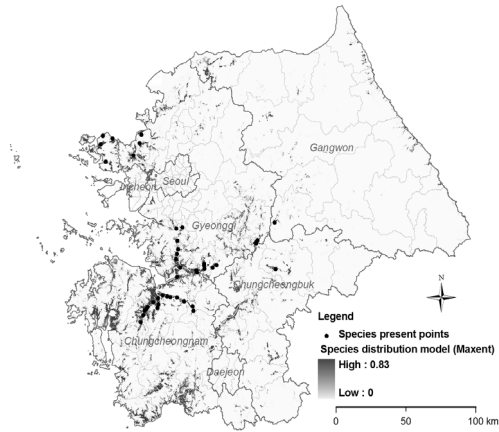 Gangwon
Seoul
Incheon
Gyeonggi
Chungcheongbuk
Chungcheongnam
Daejeon
N
Legend
Species present points
Species distribution model (Maxent)
High : 0.83
Low : 0
0 50 100 km